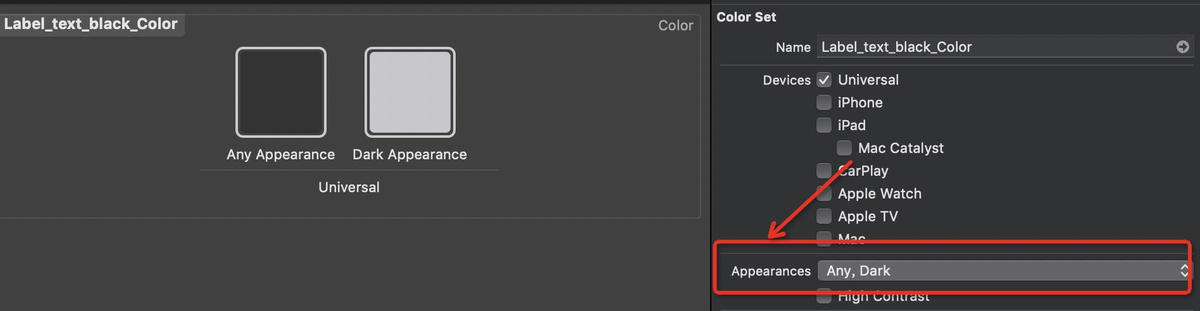 Label_text_black_Color
Color
Any Appearance
Dark Appearance
Universal
Color Set
Name Label_text_black_Color
Devices Universal
iPhone
iPad
Mac Catalyst
CarPlay
Apple Watch
Apple TV
Mac
Appearances Any, Dark
High Contrast